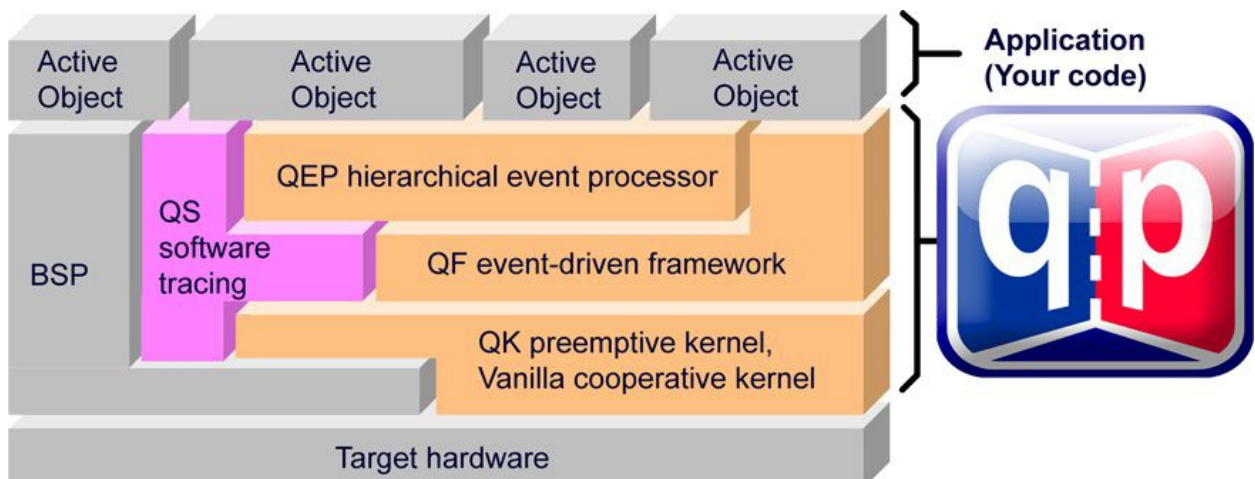 Active
Object
Active
Object
Active
Object
Active
Object
Application
(Your code)
QEP hierarchical event processor
QS
software
tracing
BSP
QF event-driven framework
QK preemptive kernel,
Vanilla cooperative kernel
Target hardware
qp